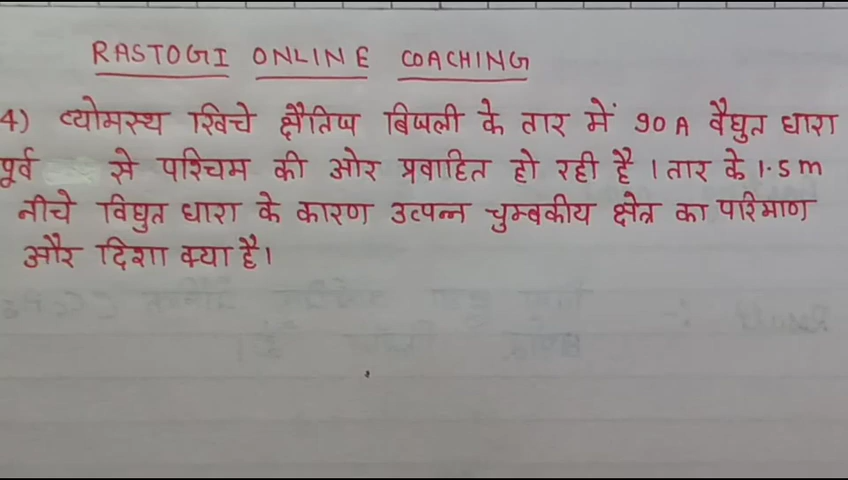 RASTOGI ONLINE COACHING
4) व्योमस्थ खिचे क्षैतिज बिजली के तार में 90 A वैद्युत धारा
पूर्व से पश्चिम की ओर प्रवाहित हो रही है । तार के 1.5 m
नीचे विद्युत धारा के कारण उत्पन्न चुम्बकीय क्षेत्र का परिमाण
और दिशा क्या है।